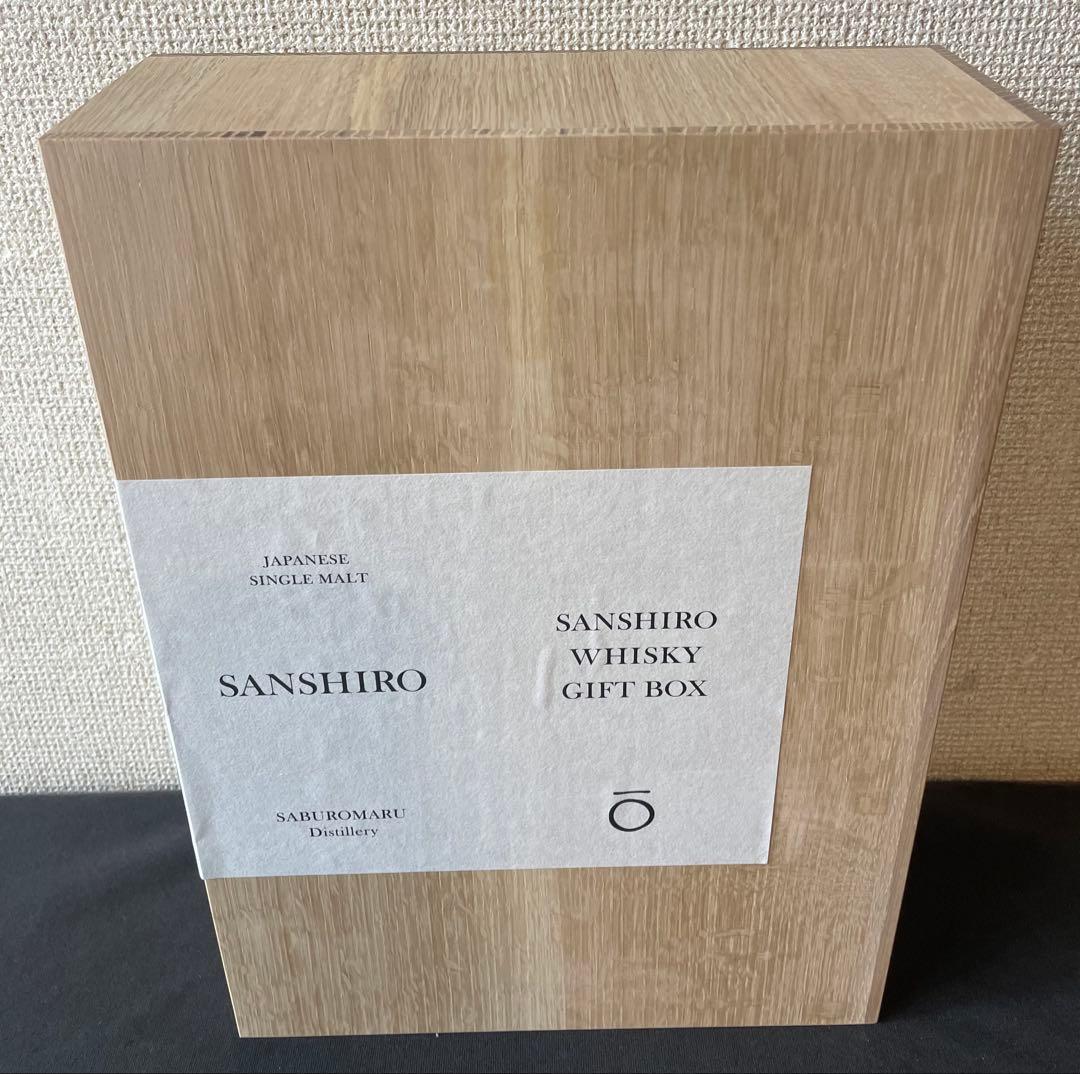 JAPANESE
SINGLE MALT
SANSHIRO
SABUROMARU
Distillery
SANSHIRO
WHISKY
GIFT BOX
Ō